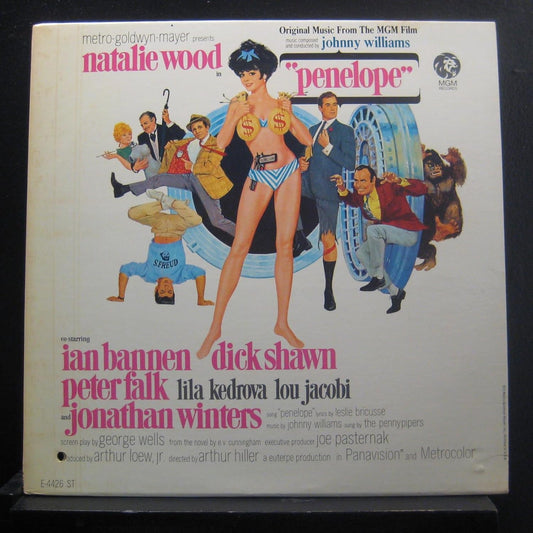 metro-goldwyn-mayer presents
natalie wood
in
Original Music From The MGM Film
music composed
and conducted by johnny williams
"penelope"
MGM
RECORDS
$ $
S. FREUD
co-starring
ian bannen dick shawn
peter falk lila kedrova lou jacobi
and jonathan winters
song "penelope" lyrics by leslie bricusse
music by johnny williams sung by the pennypipers
screen play by george wells from the novel by e.v. cunningham executive producer joe pasternak
produced by arthur loew, jr. directed by arthur hiller a euterpe production in Panavision and Metrocolor
E-4426 ST